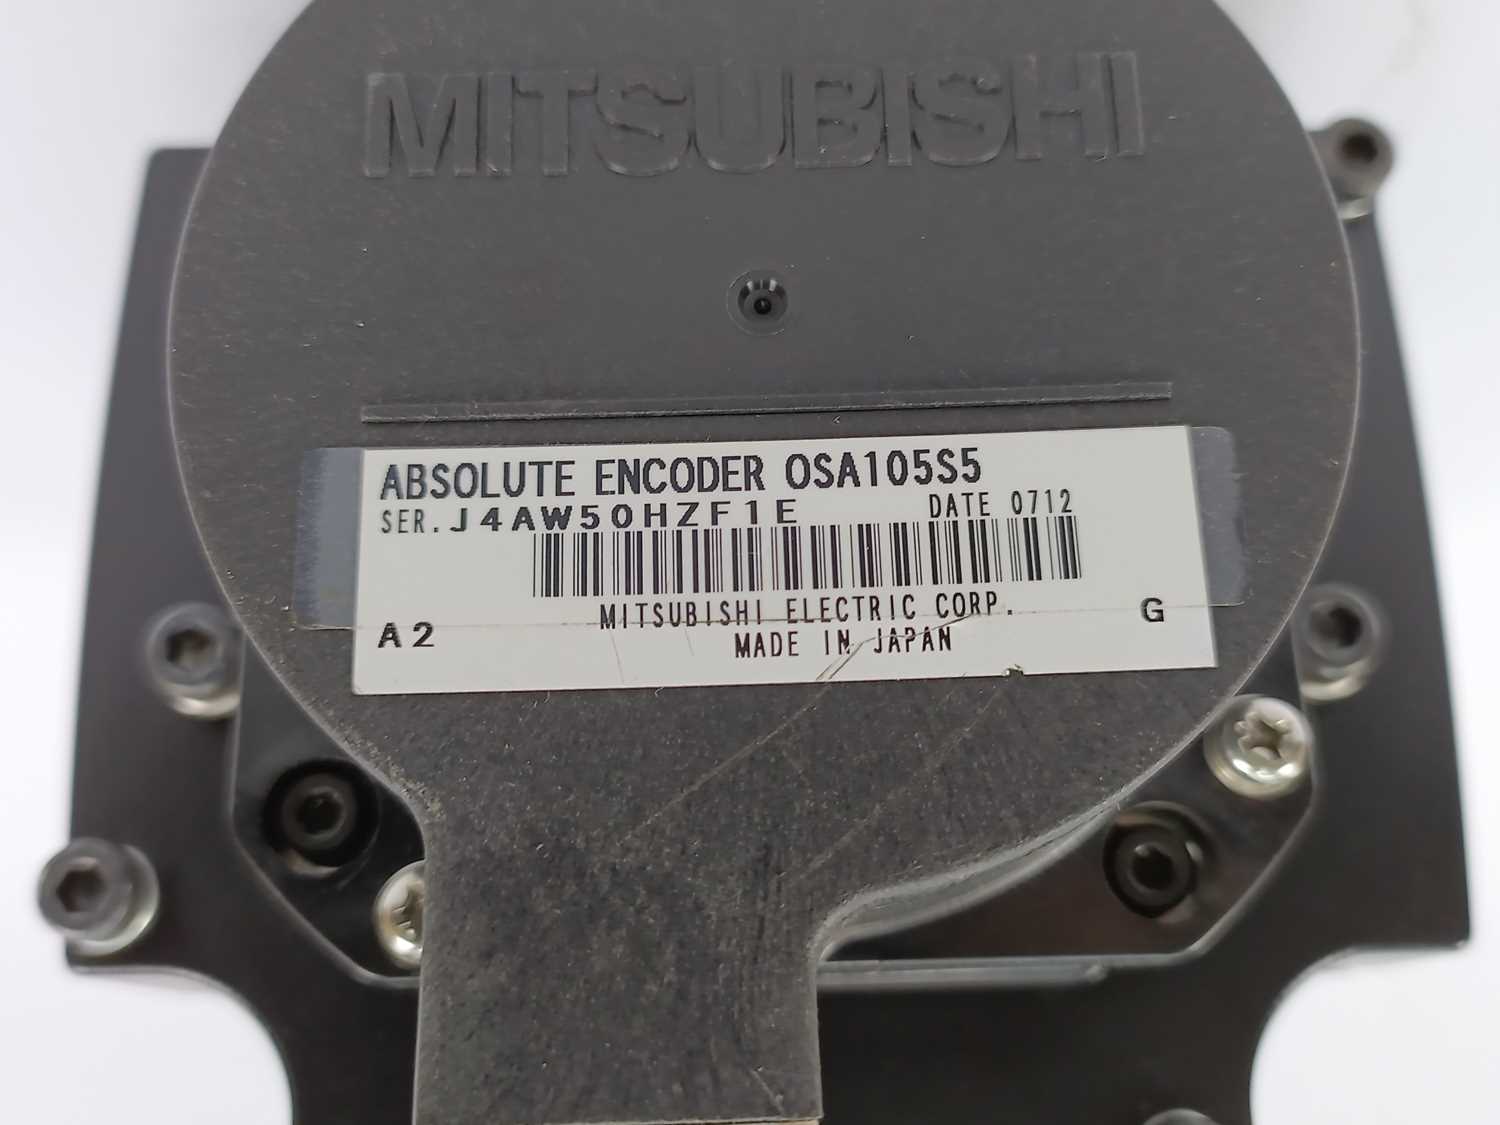 MITSUBISHI
ABSOLUTE ENCODER OSA105S5
SER.J4AW50HZF1E DATE 0712
MITSUBISHI ELECTRIC CORP.
A2 MADE IN JAPAN G